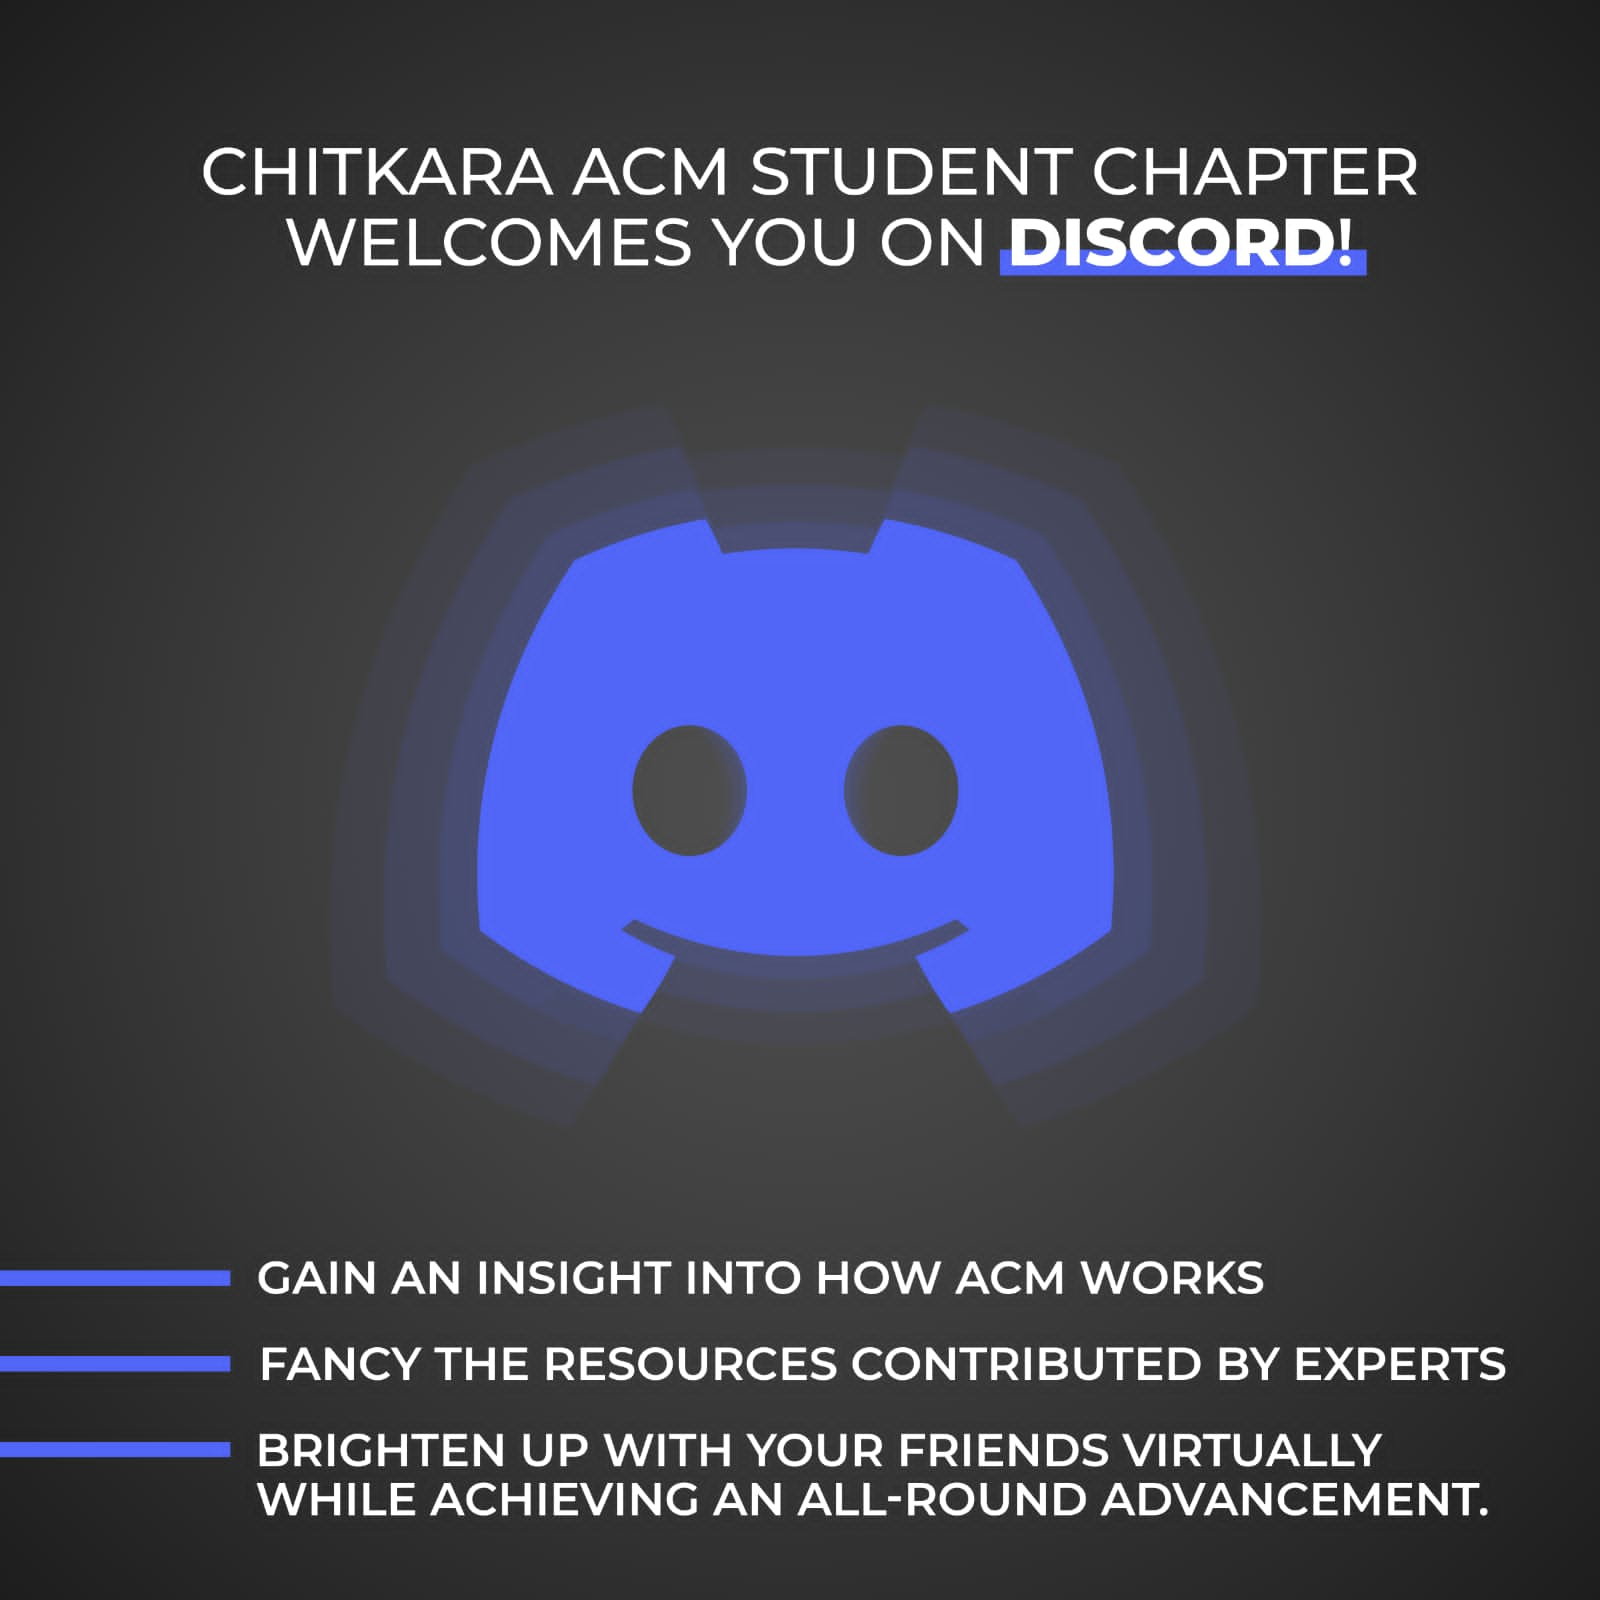 CHITKARA ACM STUDENT CHAPTER
WELCOMES YOU ON DISCORD!
GAIN AN INSIGHT INTO HOW ACM WORKS
FANCY THE RESOURCES CONTRIBUTED BY EXPERTS
BRIGHTEN UP WITH YOUR FRIENDS VIRTUALLY
WHILE ACHIEVING AN ALL-ROUND ADVANCEMENT.